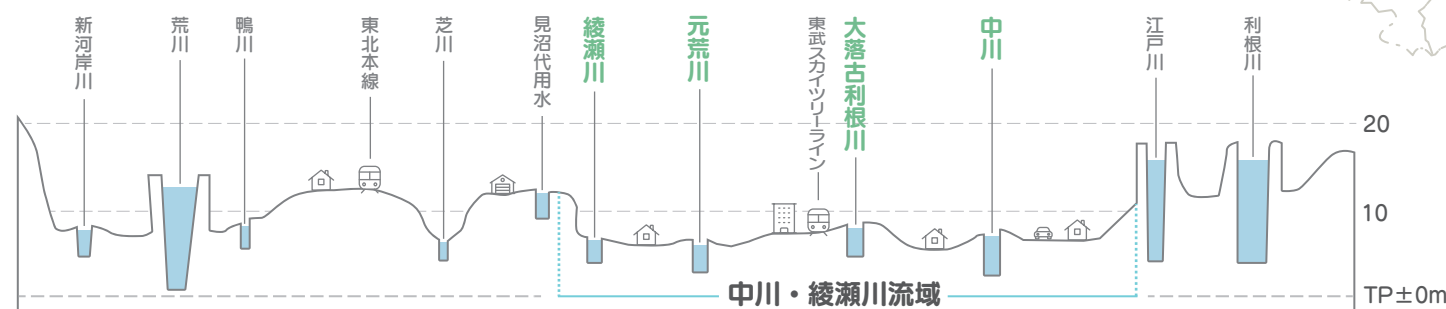 新河岸川
荒川
鴨川
東北本線
芝川
見沼代用水
綾瀬川
元荒川
東武スカイツリーライン
大落古利根川
中川
江戸川
利根川
20
10
中川・綾瀬川流域
TP±0m